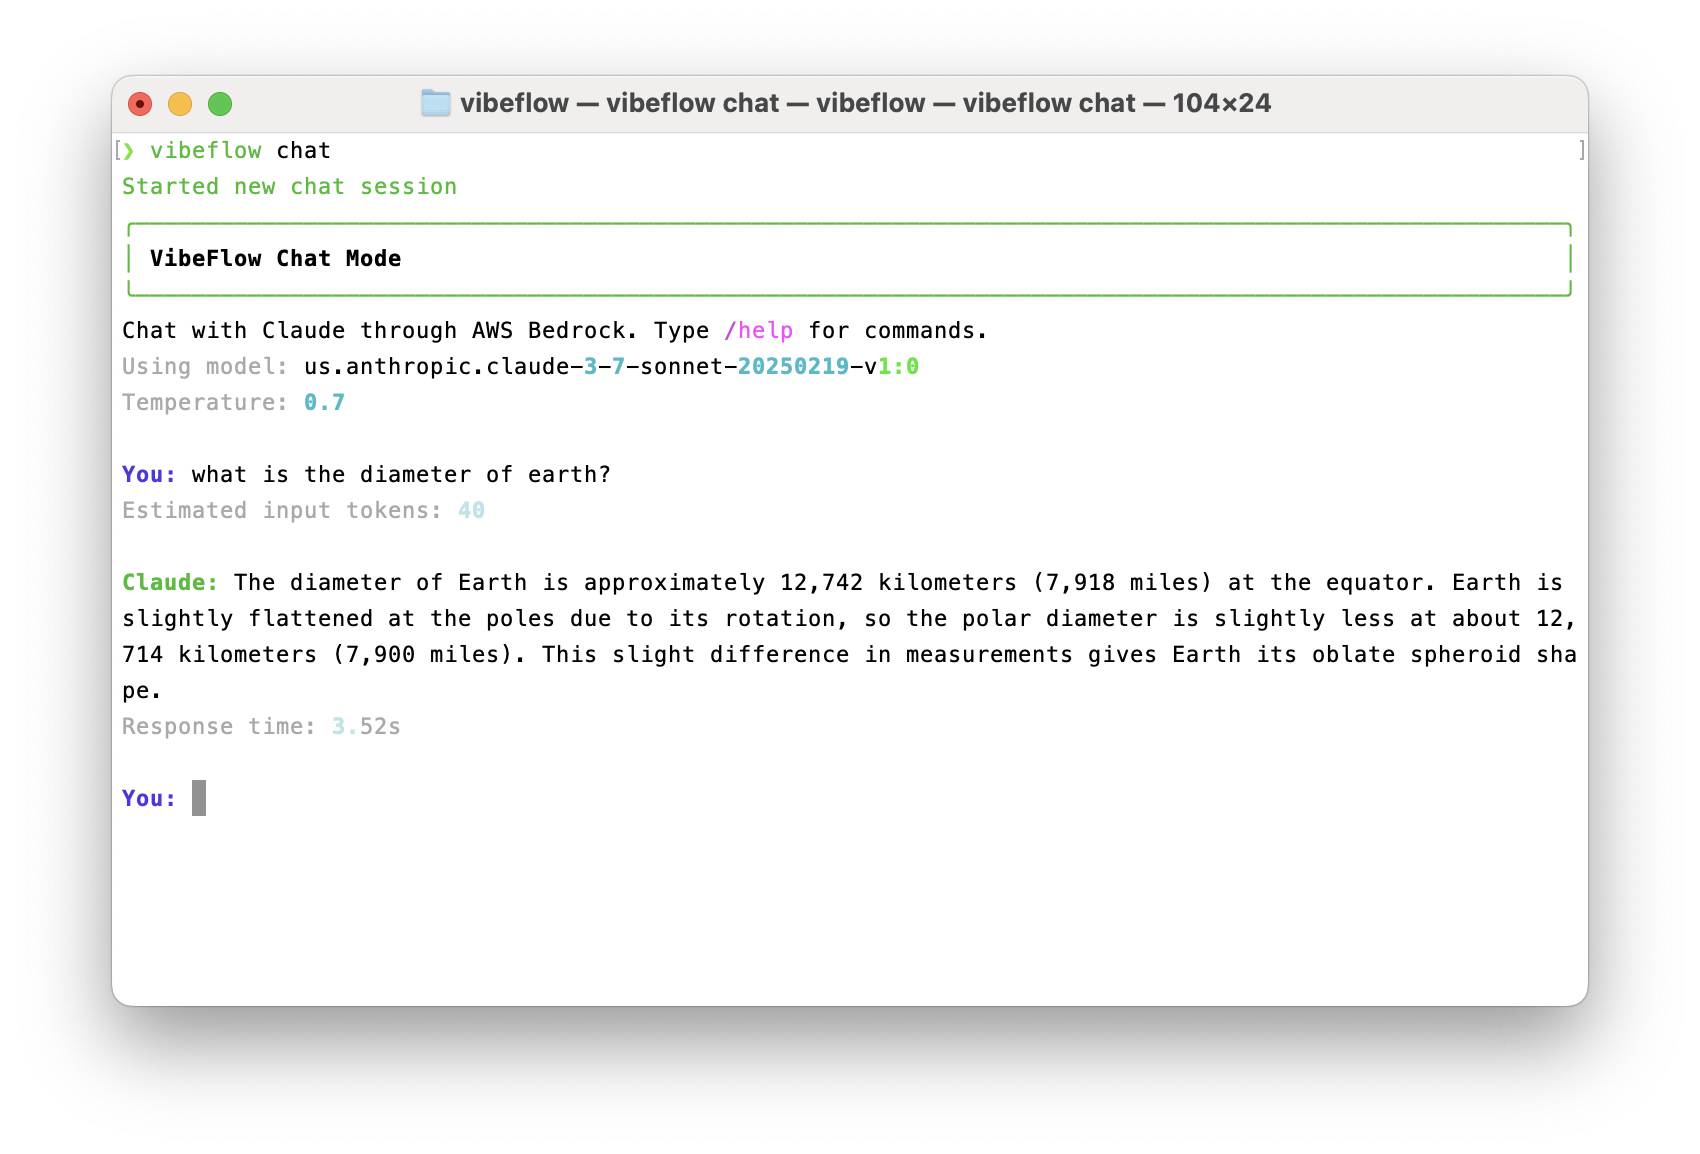 vibeflow — vibeflow chat — vibeflow — vibeflow chat — 104×24
[❯ vibeflow chat ]
Started new chat session
VibeFlow Chat Mode
Chat with Claude through AWS Bedrock. Type /help for commands.
Using model: us.anthropic.claude-3-7-sonnet-20250219-v1:0
Temperature: 0.7
You: what is the diameter of earth?
Estimated input tokens: 40
Claude: The diameter of Earth is approximately 12,742 kilometers (7,918 miles) at the equator. Earth is
slightly flattened at the poles due to its rotation, so the polar diameter is slightly less at about 12,
714 kilometers (7,900 miles). This slight difference in measurements gives Earth its oblate spheroid sha
pe.
Response time: 3.52s
You: